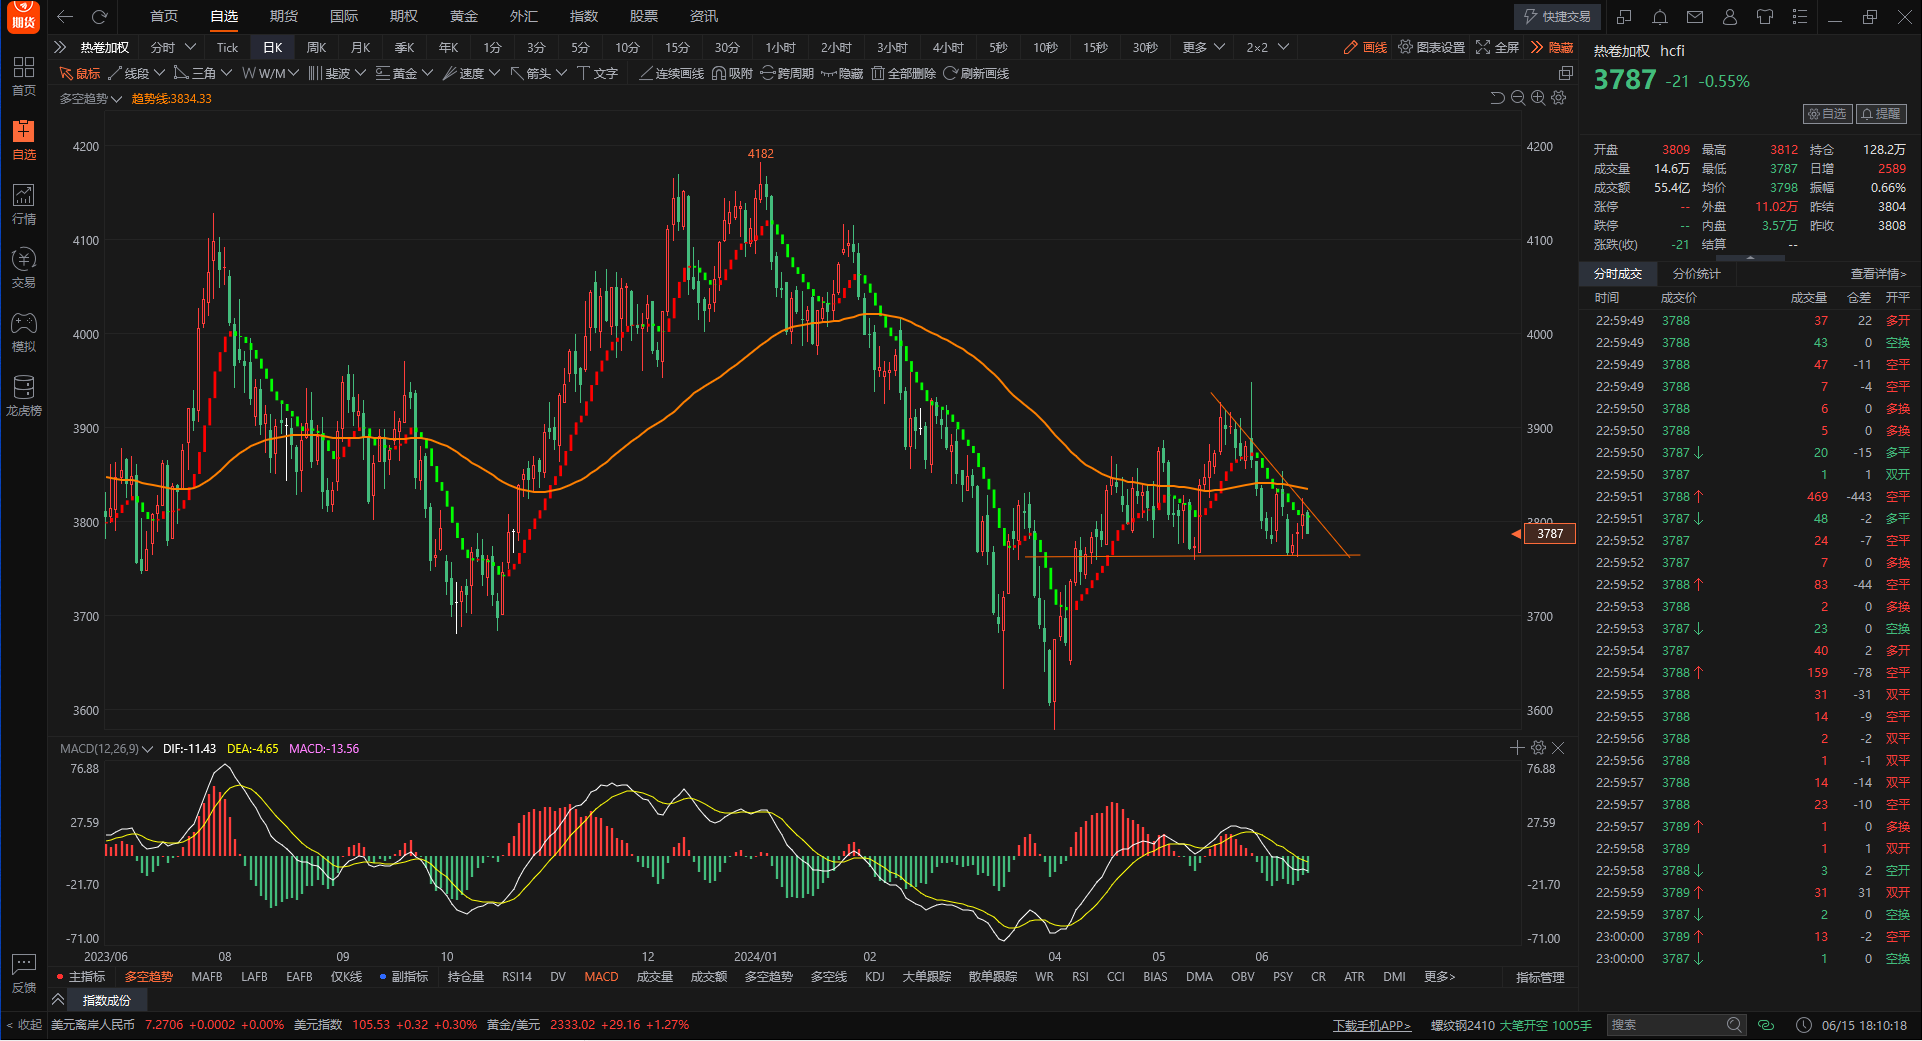 期货
首页 自选 期货 国际 期权 黄金 外汇 指数 股票 资讯
快捷交易
热卷加权 分时 Tick 日K 周K 月K 季K 年K 1分 3分 5分 10分 15分 30分 1小时 2小时 3小时 4小时 5秒 10秒 15秒 30秒 更多 2×2 画线 图表设置 全屏 隐藏
鼠标 线段 三角 W/M 斐波 黄金 速度 箭头 文字 连续画线 吸附 跨周期 隐藏 全部删除 刷新画线
多空趋势 趋势线:3834.33
首页
自选
行情
交易
模拟
龙虎榜
反馈
< 收起
4182
4200 4200
4100 4100
4000 4000
3900 3900
3800 3800
3787
3700 3700
3600 3600
MACD(12,26,9) DIF:-11.43 DEA:-4.65 MACD:-13.56
76.88 76.88
27.59 27.59
-21.70 -21.70
-71.00 -71.00
2023/06 08 09 10 12 2024/01 02 04 05 06
主指标 多空趋势 MAFB LAFB EAFB 仅K线 副指标 持仓量 RSI14 DV MACD 成交量 成交额 多空趋势 多空线 KDJ 大单跟踪 散单跟踪 WR RSI CCI BIAS DMA OBV PSY CR ATR DMI 更多> 指标管理
指数成份
热卷加权 hcfi
3787 -21 -0.55%
自选 提醒
开盘 3809 最高 3812 持仓 128.2万
成交量 14.6万 最低 3787 日增 2589
成交额 55.4亿 均价 3798 振幅 0.66%
涨停 -- 外盘 11.02万 昨结 3804
跌停 -- 内盘 3.57万 昨收 3808
涨跌(收) -21 结算 --
分时成交 分价统计 查看详情>
时间 成交价 成交量 仓差 开平
22:59:49 3788 37 22 多开
22:59:49 3788 43 0 空换
22:59:49 3788 47 -11 空平
22:59:49 3788 7 -4 空平
22:59:50 3788 6 0 多换
22:59:50 3788 5 0 多换
22:59:50 3787↓ 20 -15 多平
22:59:50 3787 1 1 双开
22:59:51 3788↑ 469 -443 空平
22:59:51 3787↓ 48 -2 多平
22:59:52 3787 24 -7 空平
22:59:52 3787 7 0 多换
22:59:52 3788↑ 83 -44 空平
22:59:53 3788 2 0 多换
22:59:53 3787↓ 23 0 空换
22:59:54 3787 40 2 多开
22:59:54 3788↑ 159 -78 空平
22:59:55 3788 31 -31 双平
22:59:55 3788 14 -9 空平
22:59:56 3788 2 -2 双平
22:59:56 3788 1 -1 双平
22:59:57 3788 14 -14 双平
22:59:57 3788 23 -10 空平
22:59:57 3789↑ 1 0 多换
22:59:58 3789 1 1 双开
22:59:58 3788↓ 3 2 空开
22:59:59 3789↑ 31 31 双开
22:59:59 3787↓ 2 0 空换
23:00:00 3789↑ 13 -2 空平
23:00:00 3787↓ 1 0 空换
美元离岸人民币 7.2706 +0.0002 +0.00% 美元指数 105.53 +0.32 +0.30% 黄金/美元 2333.02 +29.16 +1.27% 下载手机APP> 螺纹钢2410 大笔开空 1005手 搜索 06/15 18:10:18